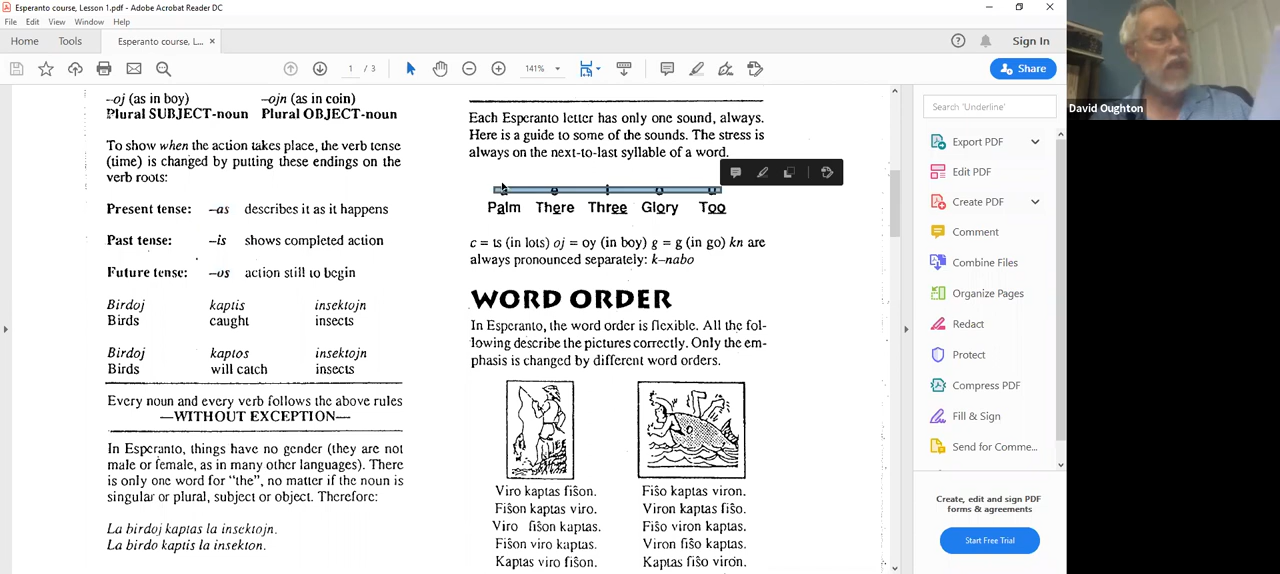 Esperanto course, Lesson 1.pdf - Adobe Acrobat Reader DC
File Edit View Window Help
Home Tools Esperanto course, L... × Sign In
1 / 3 141% Share
–oj (as in boy) –ojn (as in coin)
Plural SUBJECT-noun Plural OBJECT-noun
To show when the action takes place, the verb tense
(time) is changed by putting these endings on the
verb roots:
Present tense: –as describes it as it happens
Past tense: –is shows completed action
Future tense: –os action still to begin
Birdoj kaptis insektojn
Birds caught insects
Birdoj kaptos insektojn
Birds will catch insects
Every noun and every verb follows the above rules
—WITHOUT EXCEPTION—
In Esperanto, things have no gender (they are not
male or female, as in many other languages). There
is only one word for "the", no matter if the noun is
singular or plural, subject or object. Therefore:
La birdoj kaptas la insektojn.
La birdo kaptis la insekton.
Each Esperanto letter has only one sound, always.
Here is a guide to some of the sounds. The stress is
always on the next-to-last syllable of a word.
a e i o u
Palm There Three Glory Too
c = ts (in lots) oj = oy (in boy) g = g (in go) kn are
always pronounced separately: k–nabo
WORD ORDER
In Esperanto, the word order is flexible. All the fol-
lowing describe the pictures correctly. Only the em-
phasis is changed by different word orders.
Viro kaptas fiŝon.
Fiŝon kaptas viro.
Viro fiŝon kaptas.
Fiŝon viro kaptas.
Kaptas viro fiŝon.
Fiŝo kaptas viron.
Viron kaptas fiŝo.
Fiŝo viron kaptas.
Viron fiŝo kaptas.
Kaptas fiŝo viron.
Search 'Underline'
Export PDF
Edit PDF
Create PDF
Comment
Combine Files
Organize Pages
Redact
Protect
Compress PDF
Fill & Sign
Send for Comme...
Create, edit and sign PDF
forms & agreements
Start Free Trial
David Oughton